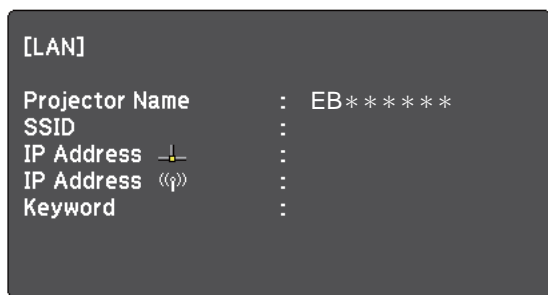 [LAN]
Projector Name : EB******
SSID :
IP Address :
IP Address :
Keyword :